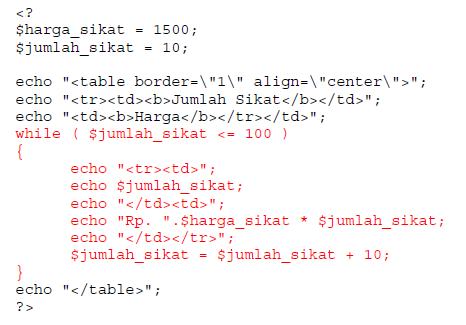 <?
$harga_sikat = 1500;
$jumlah_sikat = 10;
echo "<table border=\"1\" align=\"center\">";
echo "<tr><td><b>Jumlah Sikat</b></td>";
echo "<td><b>Harga</b></tr></td>";
while ( $jumlah_sikat <= 100 )
{
echo "<tr><td>";
echo $jumlah_sikat;
echo "</td><td>";
echo "Rp. ".$harga_sikat * $jumlah_sikat;
echo "</td></tr>";
$jumlah_sikat = $jumlah_sikat + 10;
}
echo "</table>";
?>